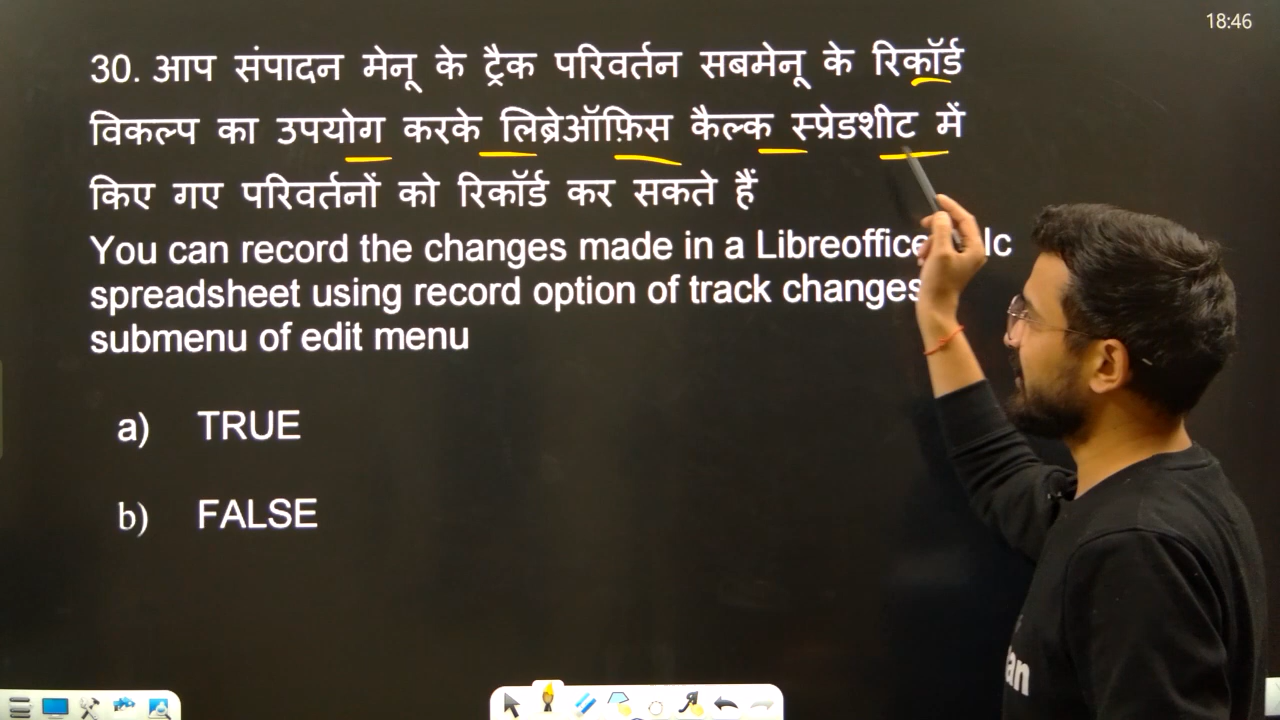 18:46
30. आप संपादन मेनू के ट्रैक परिवर्तन सबमेनू के रिकॉर्ड
विकल्प का उपयोग करके लिब्रेऑफ़िस कैल्क स्प्रेडशीट में
किए गए परिवर्तनों को रिकॉर्ड कर सकते हैं
You can record the changes made in a Libreoffice lc
spreadsheet using record option of track changes
submenu of edit menu
a) TRUE
b) FALSE